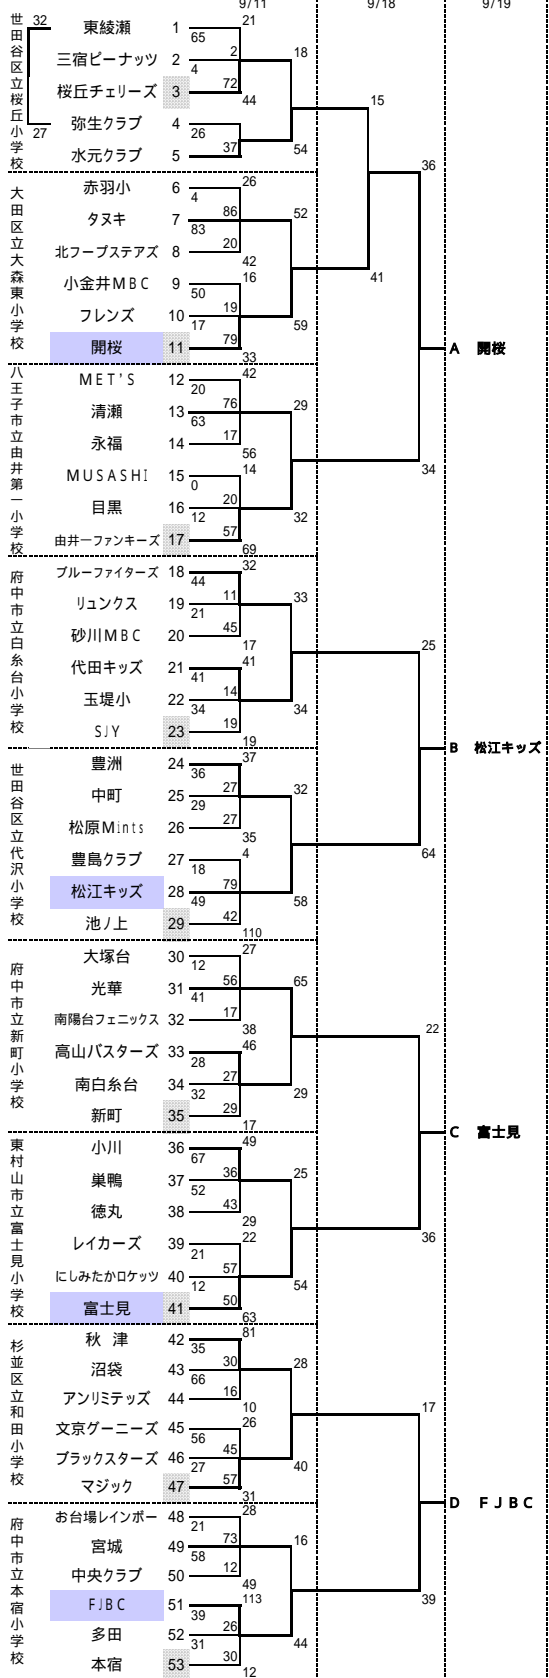 9/11 9/18 9/19
世田谷区立桜丘小学校
32 東綾瀬 1 21
65
三宿ピーナッツ 2 2 18
4
桜丘チェリーズ 3 72
44 15
弥生クラブ 4
27 26
水元クラブ 5 37 54
36
大田区立大森東小学校
赤羽小 6 26
4
タヌキ 7 86 52
83
北フープステアズ 8 20
42
小金井MBC 9 16 41
50
フレンズ 10 19
17 59
開桜 11 79
33
A 開桜
八王子市立由井第一小学校
MET'S 12 42
20
清瀬 13 76 29
63
永福 14 17
56
MUSASHI 15 14 34
0
目黒 16 20
12 32
由井一ファンキーズ 17 57
69
府中市立白糸台小学校
ブルーファイターズ 18 32
44
リュンクス 19 11 33
21
砂川MBC 20 45
17 25
代田キッズ 21 41
41
玉堤小 22 14
34 34
SJY 23 19
19
B 松江キッズ
世田谷区立代沢小学校
豊洲 24 37
36
中町 25 27 32
29
松原Mints 26 27
35
豊島クラブ 27 4 64
18
松江キッズ 28 79
49 58
池ノ上 29 42
110
府中市立新町小学校
大塚台 30 27
12
光華 31 56 65
41
南陽台フェニックス 32 17
38 22
高山バスターズ 33 46
28
南白糸台 34 27
32 29
新町 35 29
17
C 富士見
東村山市立富士見小学校
小川 36 49
67
巣鴨 37 36 25
52
徳丸 38 43
29
レイカーズ 39 22 36
21
にしみたかロケッツ 40 57
12 54
富士見 41 50
63
杉並区立和田小学校
秋津 42 81
35
沼袋 43 30 28
66
アンリミテッズ 44 16
10 17
文京グーニーズ 45 26
56
ブラックスターズ 46 45
27 40
マジック 47 57
31
D FJBC
府中市立本宿小学校
お台場レインボー 48 28
21
宮城 49 73 16
58
中央クラブ 50 12
49
FJBC 51 113 39
39
多田 52 26
31 44
本宿 53 30
12